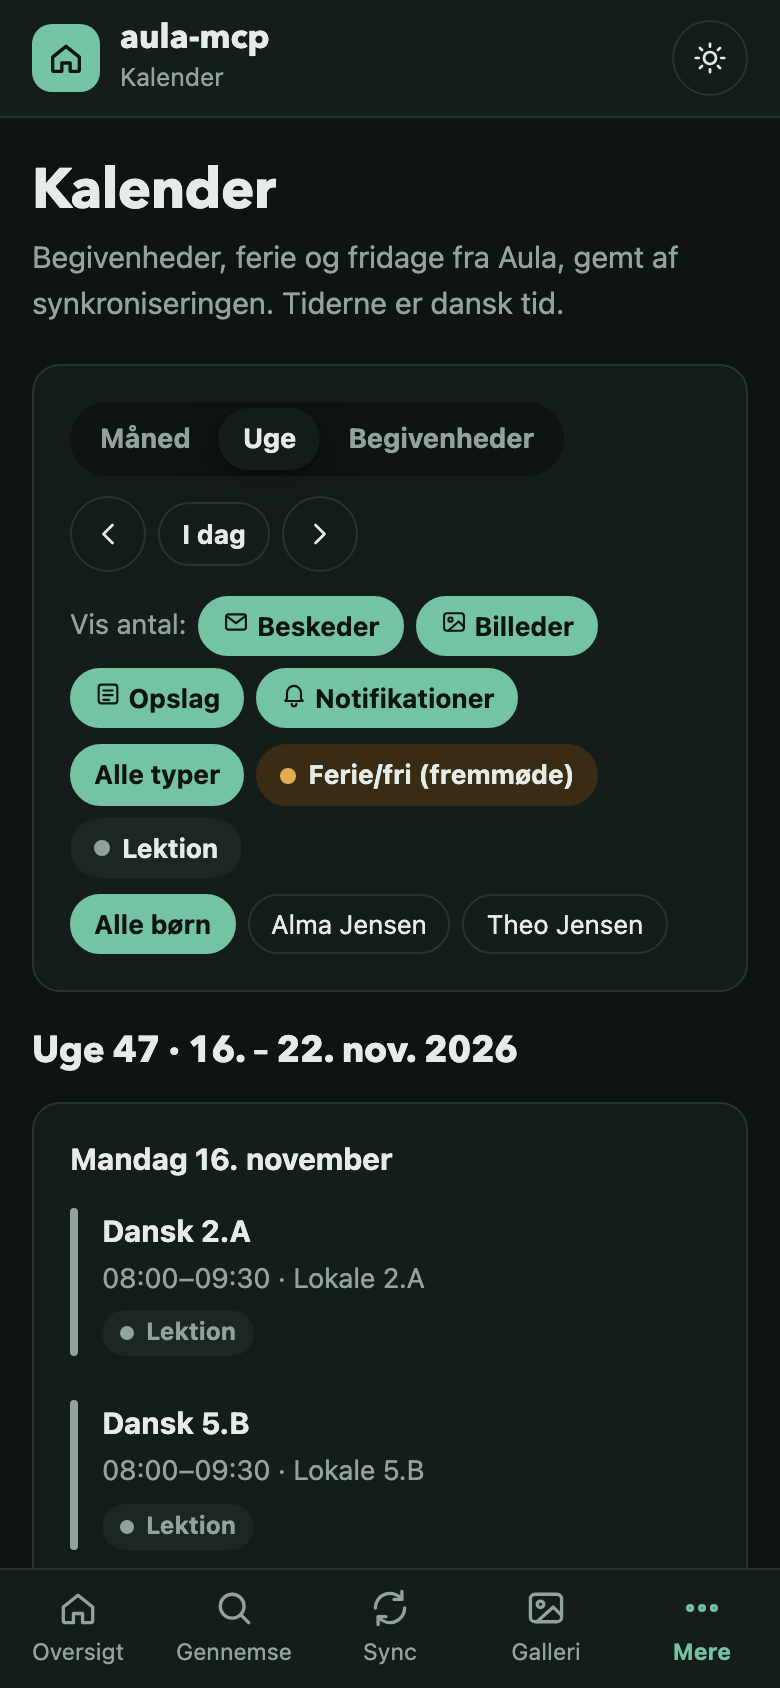 aula-mcp
Kalender
Kalender
Begivenheder, ferie og fridage fra Aula, gemt af
synkroniseringen. Tiderne er dansk tid.
Måned Uge Begivenheder
I dag
Vis antal: Beskeder Billeder
Opslag Notifikationer
Alle typer Ferie/fri (fremmøde)
Lektion
Alle børn Alma Jensen Theo Jensen
Uge 47 · 16. – 22. nov. 2026
Mandag 16. november
Dansk 2.A
08:00–09:30 · Lokale 2.A
Lektion
Dansk 5.B
08:00–09:30 · Lokale 5.B
Lektion
Oversigt Gennemse Sync Galleri Mere